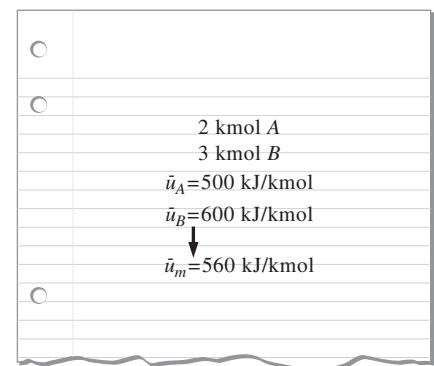 2 kmol A
3 kmol B
ū_A=500 kJ/kmol
ū_B=600 kJ/kmol
ū_m=560 kJ/kmol